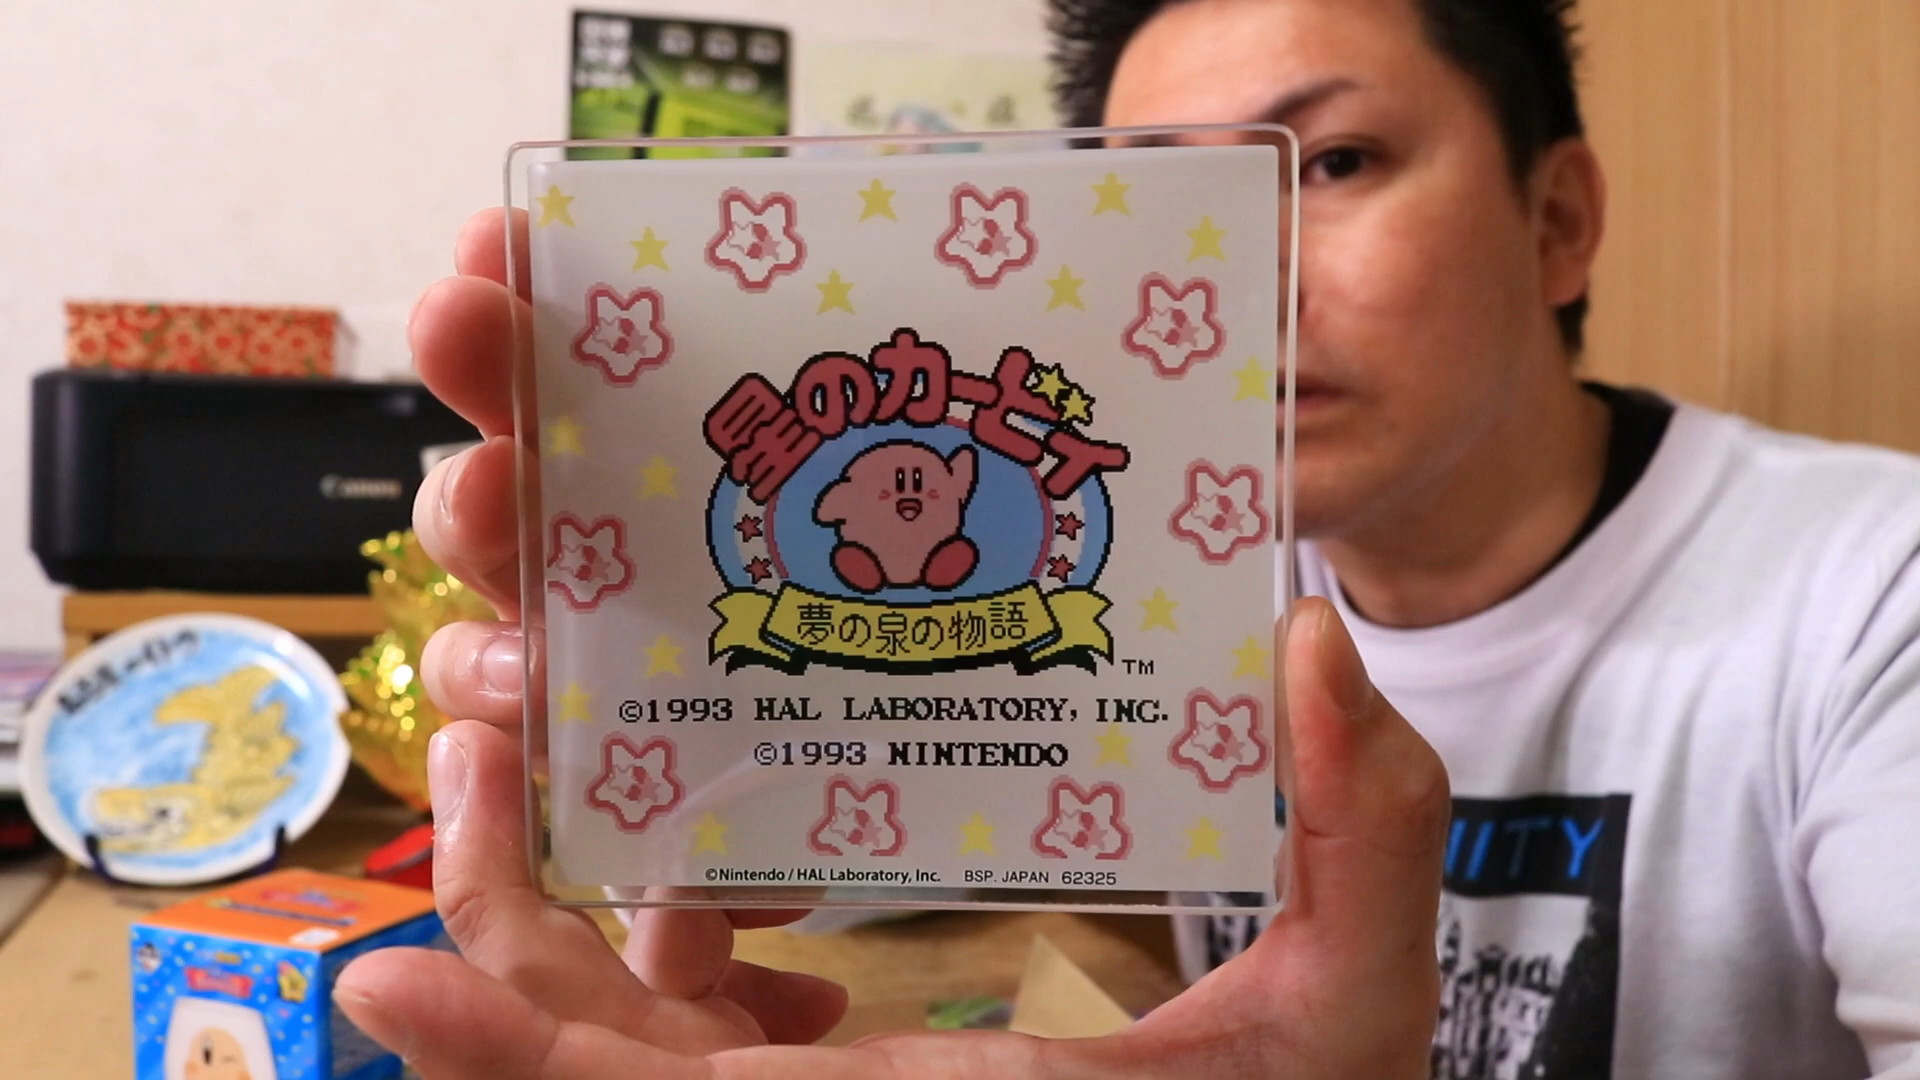 Canon
星のカービィ
夢の泉の物語
TM
©1993 HAL LABORATORY, INC.
©1993 NINTENDO
©Nintendo / HAL Laboratory, Inc. BSP. JAPAN 62325